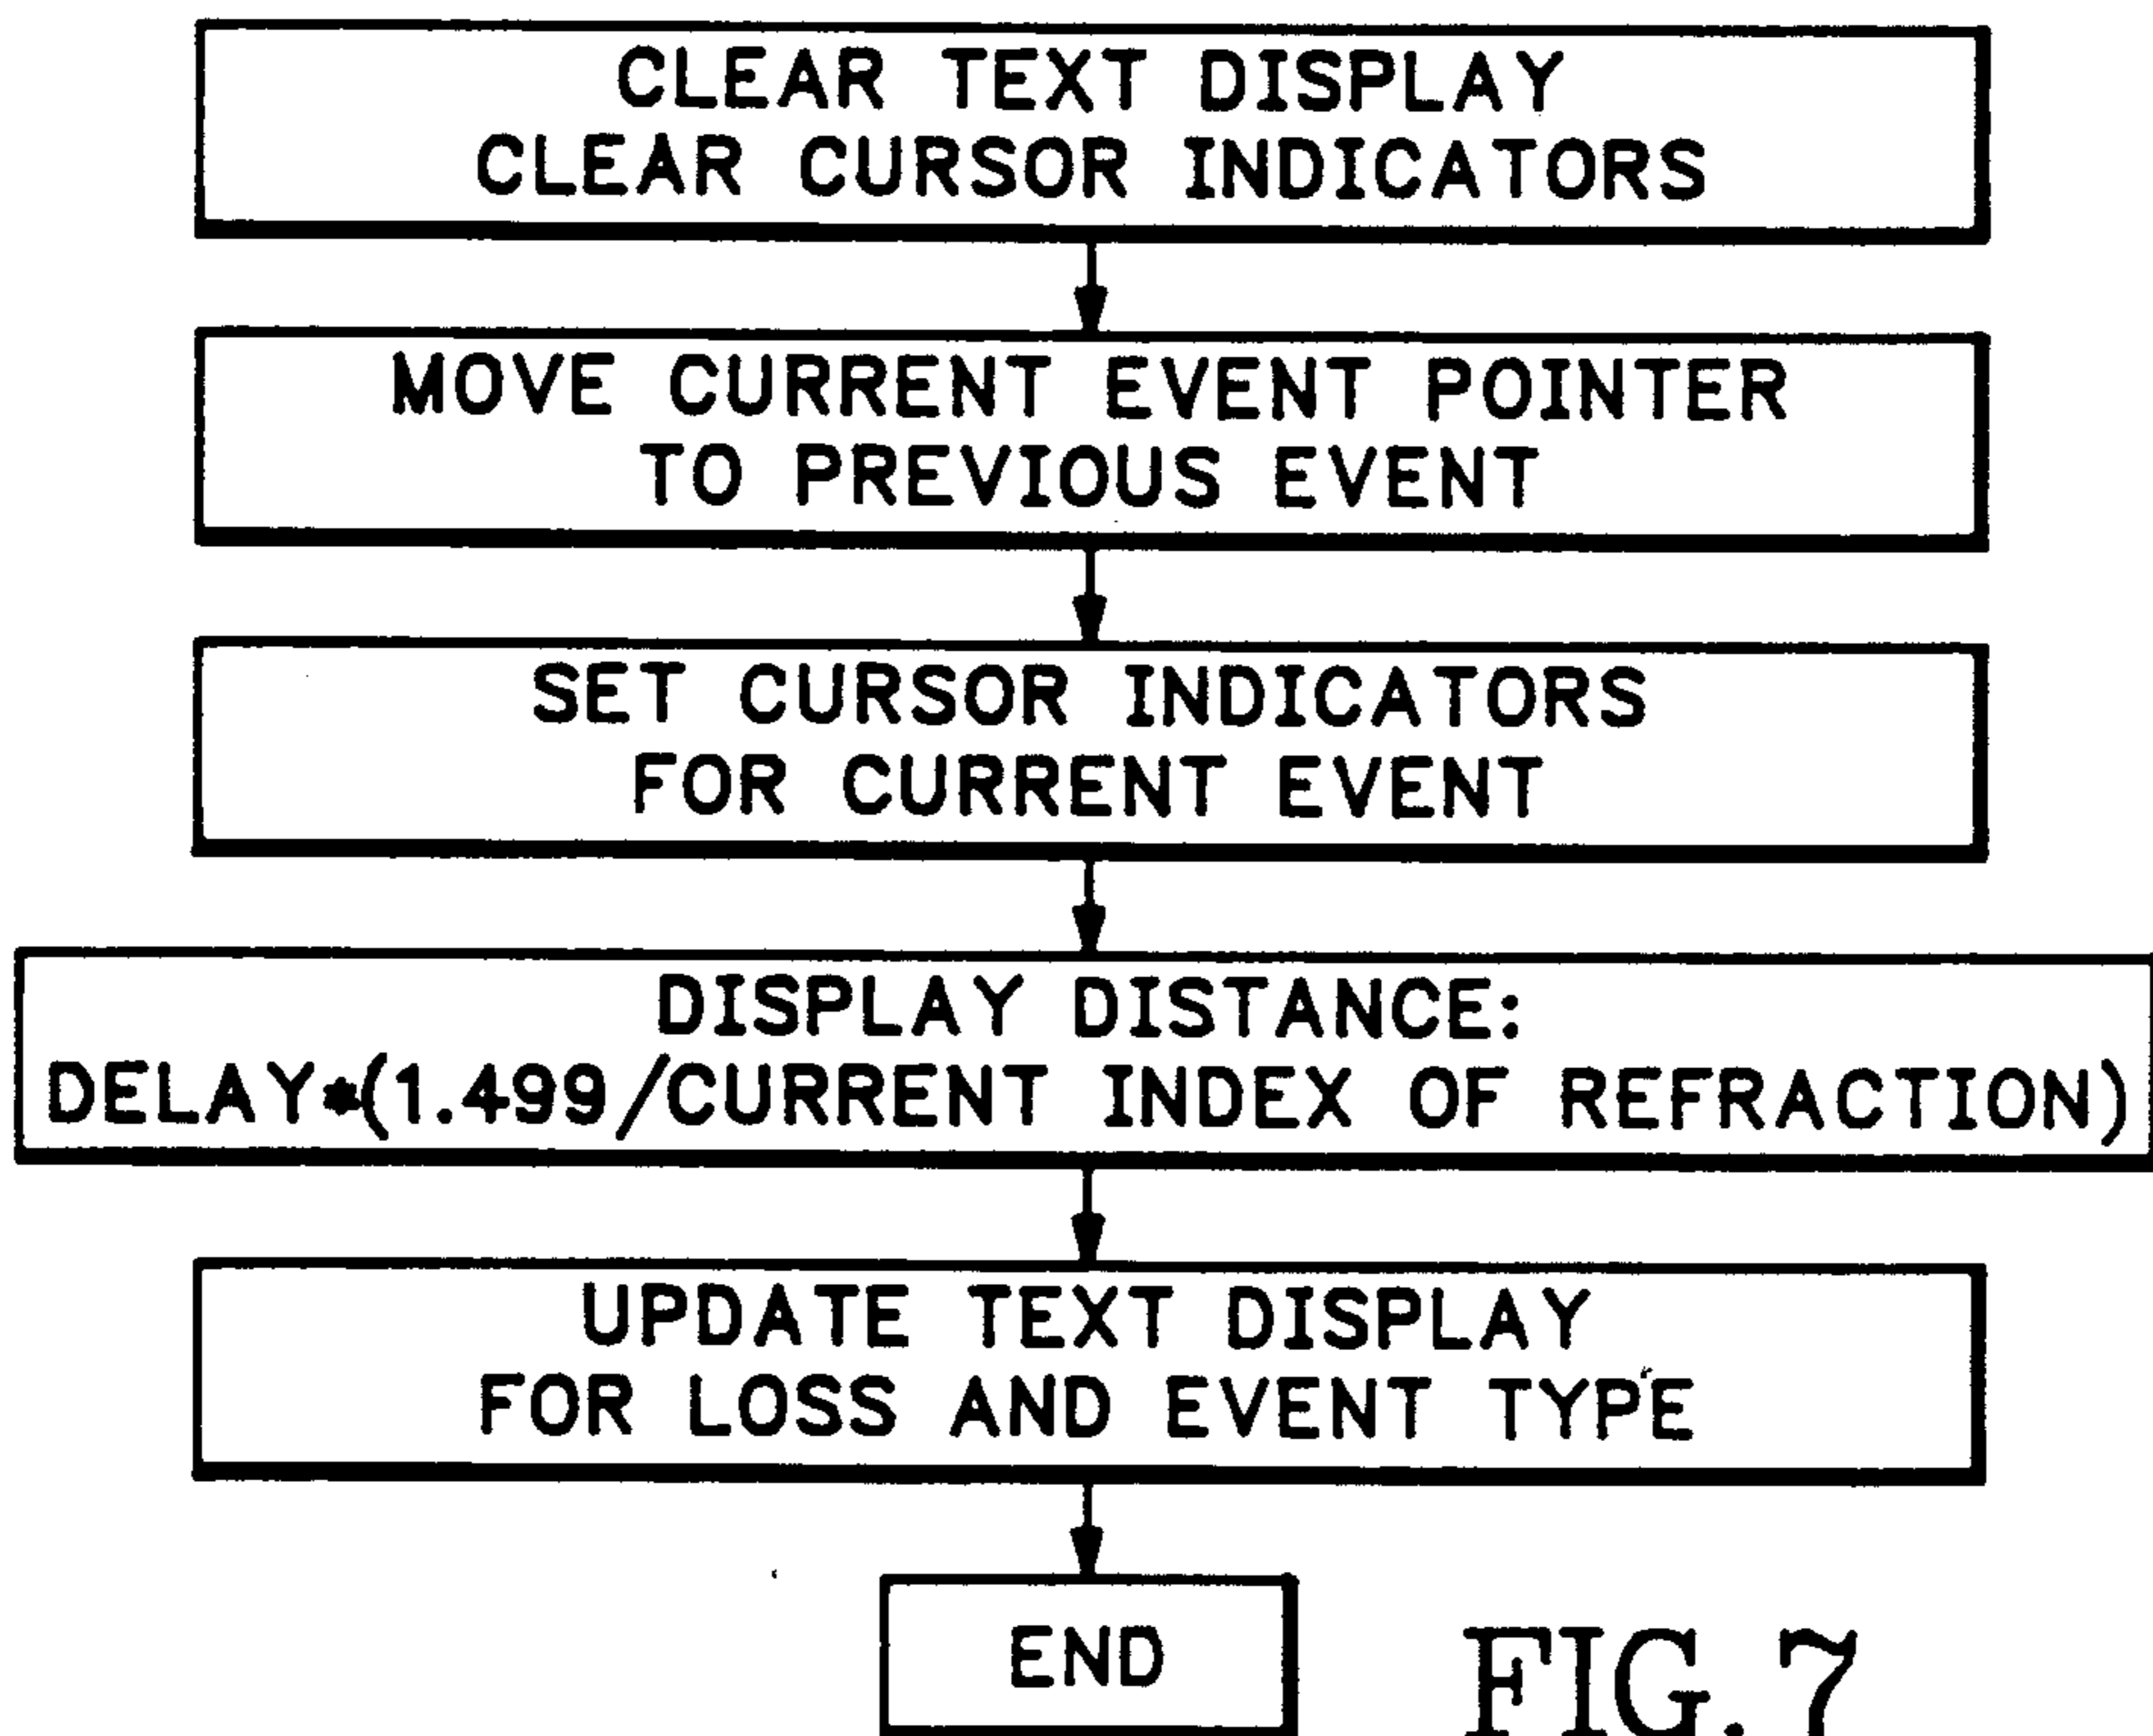 CLEAR TEXT DISPLAY
CLEAR CURSOR INDICATORS
MOVE CURRENT EVENT POINTER
TO PREVIOUS EVENT
SET CURSOR INDICATORS
FOR CURRENT EVENT
DISPLAY DISTANCE:
DELAY*(1.499/CURRENT INDEX OF REFRACTION)
UPDATE TEXT DISPLAY
FOR LOSS AND EVENT TYPE
END
FIG. 7